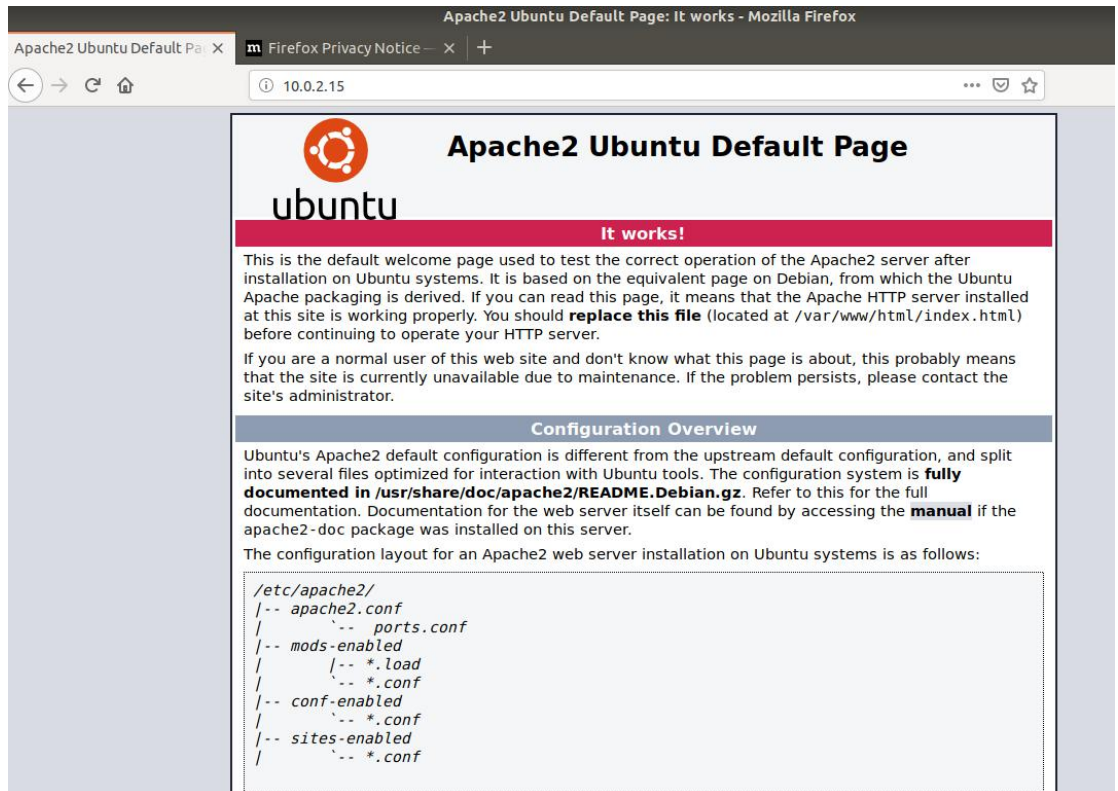 Apache2 Ubuntu Default Page: It works - Mozilla Firefox
Apache2 Ubuntu Default Pa
m Firefox Privacy Notice —
10.0.2.15
ubuntu
Apache2 Ubuntu Default Page
It works!
This is the default welcome page used to test the correct operation of the Apache2 server after
installation on Ubuntu systems. It is based on the equivalent page on Debian, from which the Ubuntu
Apache packaging is derived. If you can read this page, it means that the Apache HTTP server installed
at this site is working properly. You should replace this file (located at /var/www/html/index.html)
before continuing to operate your HTTP server.
If you are a normal user of this web site and don't know what this page is about, this probably means
that the site is currently unavailable due to maintenance. If the problem persists, please contact the
site's administrator.
Configuration Overview
Ubuntu's Apache2 default configuration is different from the upstream default configuration, and split
into several files optimized for interaction with Ubuntu tools. The configuration system is fully
documented in /usr/share/doc/apache2/README.Debian.gz. Refer to this for the full
documentation. Documentation for the web server itself can be found by accessing the manual if the
apache2-doc package was installed on this server.
The configuration layout for an Apache2 web server installation on Ubuntu systems is as follows:
/etc/apache2/
|-- apache2.conf
|       `--  ports.conf
|-- mods-enabled
|       |-- *.load
|       `-- *.conf
|-- conf-enabled
|       `-- *.conf
|-- sites-enabled
|       `-- *.conf